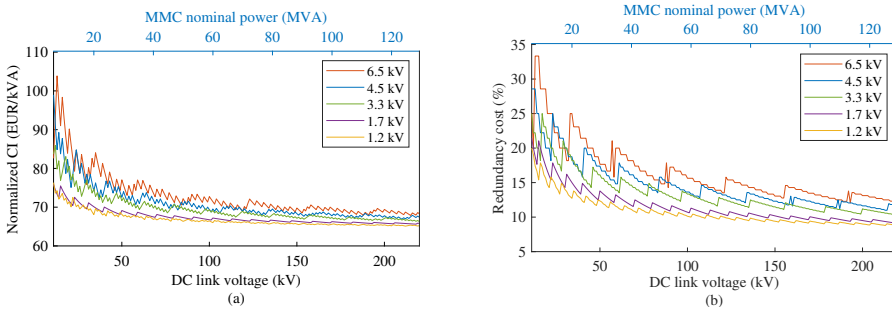 MMC nominal power (MVA)
20 40 60 80 100 120
110
100
90
80
70
60
Normalized CI (EUR/kVA)
6.5 kV
4.5 kV
3.3 kV
1.7 kV
1.2 kV
50 100 150 200
DC link voltage (kV)
(a)
MMC nominal power (MVA)
20 40 60 80 100 120
35
30
25
20
15
10
5
Redundancy cost (%)
6.5 kV
4.5 kV
3.3 kV
1.7 kV
1.2 kV
50 100 150 200
DC link voltage (kV)
(b)